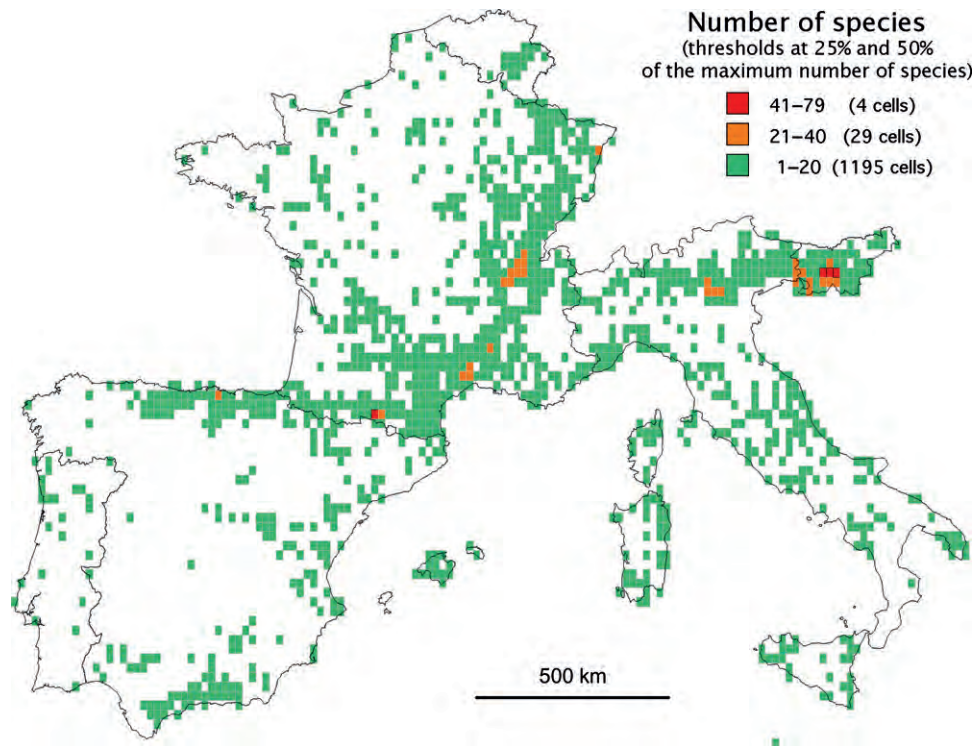 Number of species
(thresholds at 25% and 50%
of the maximum number of species)
41–79 (4 cells)
21–40 (29 cells)
1–20 (1195 cells)
500 km